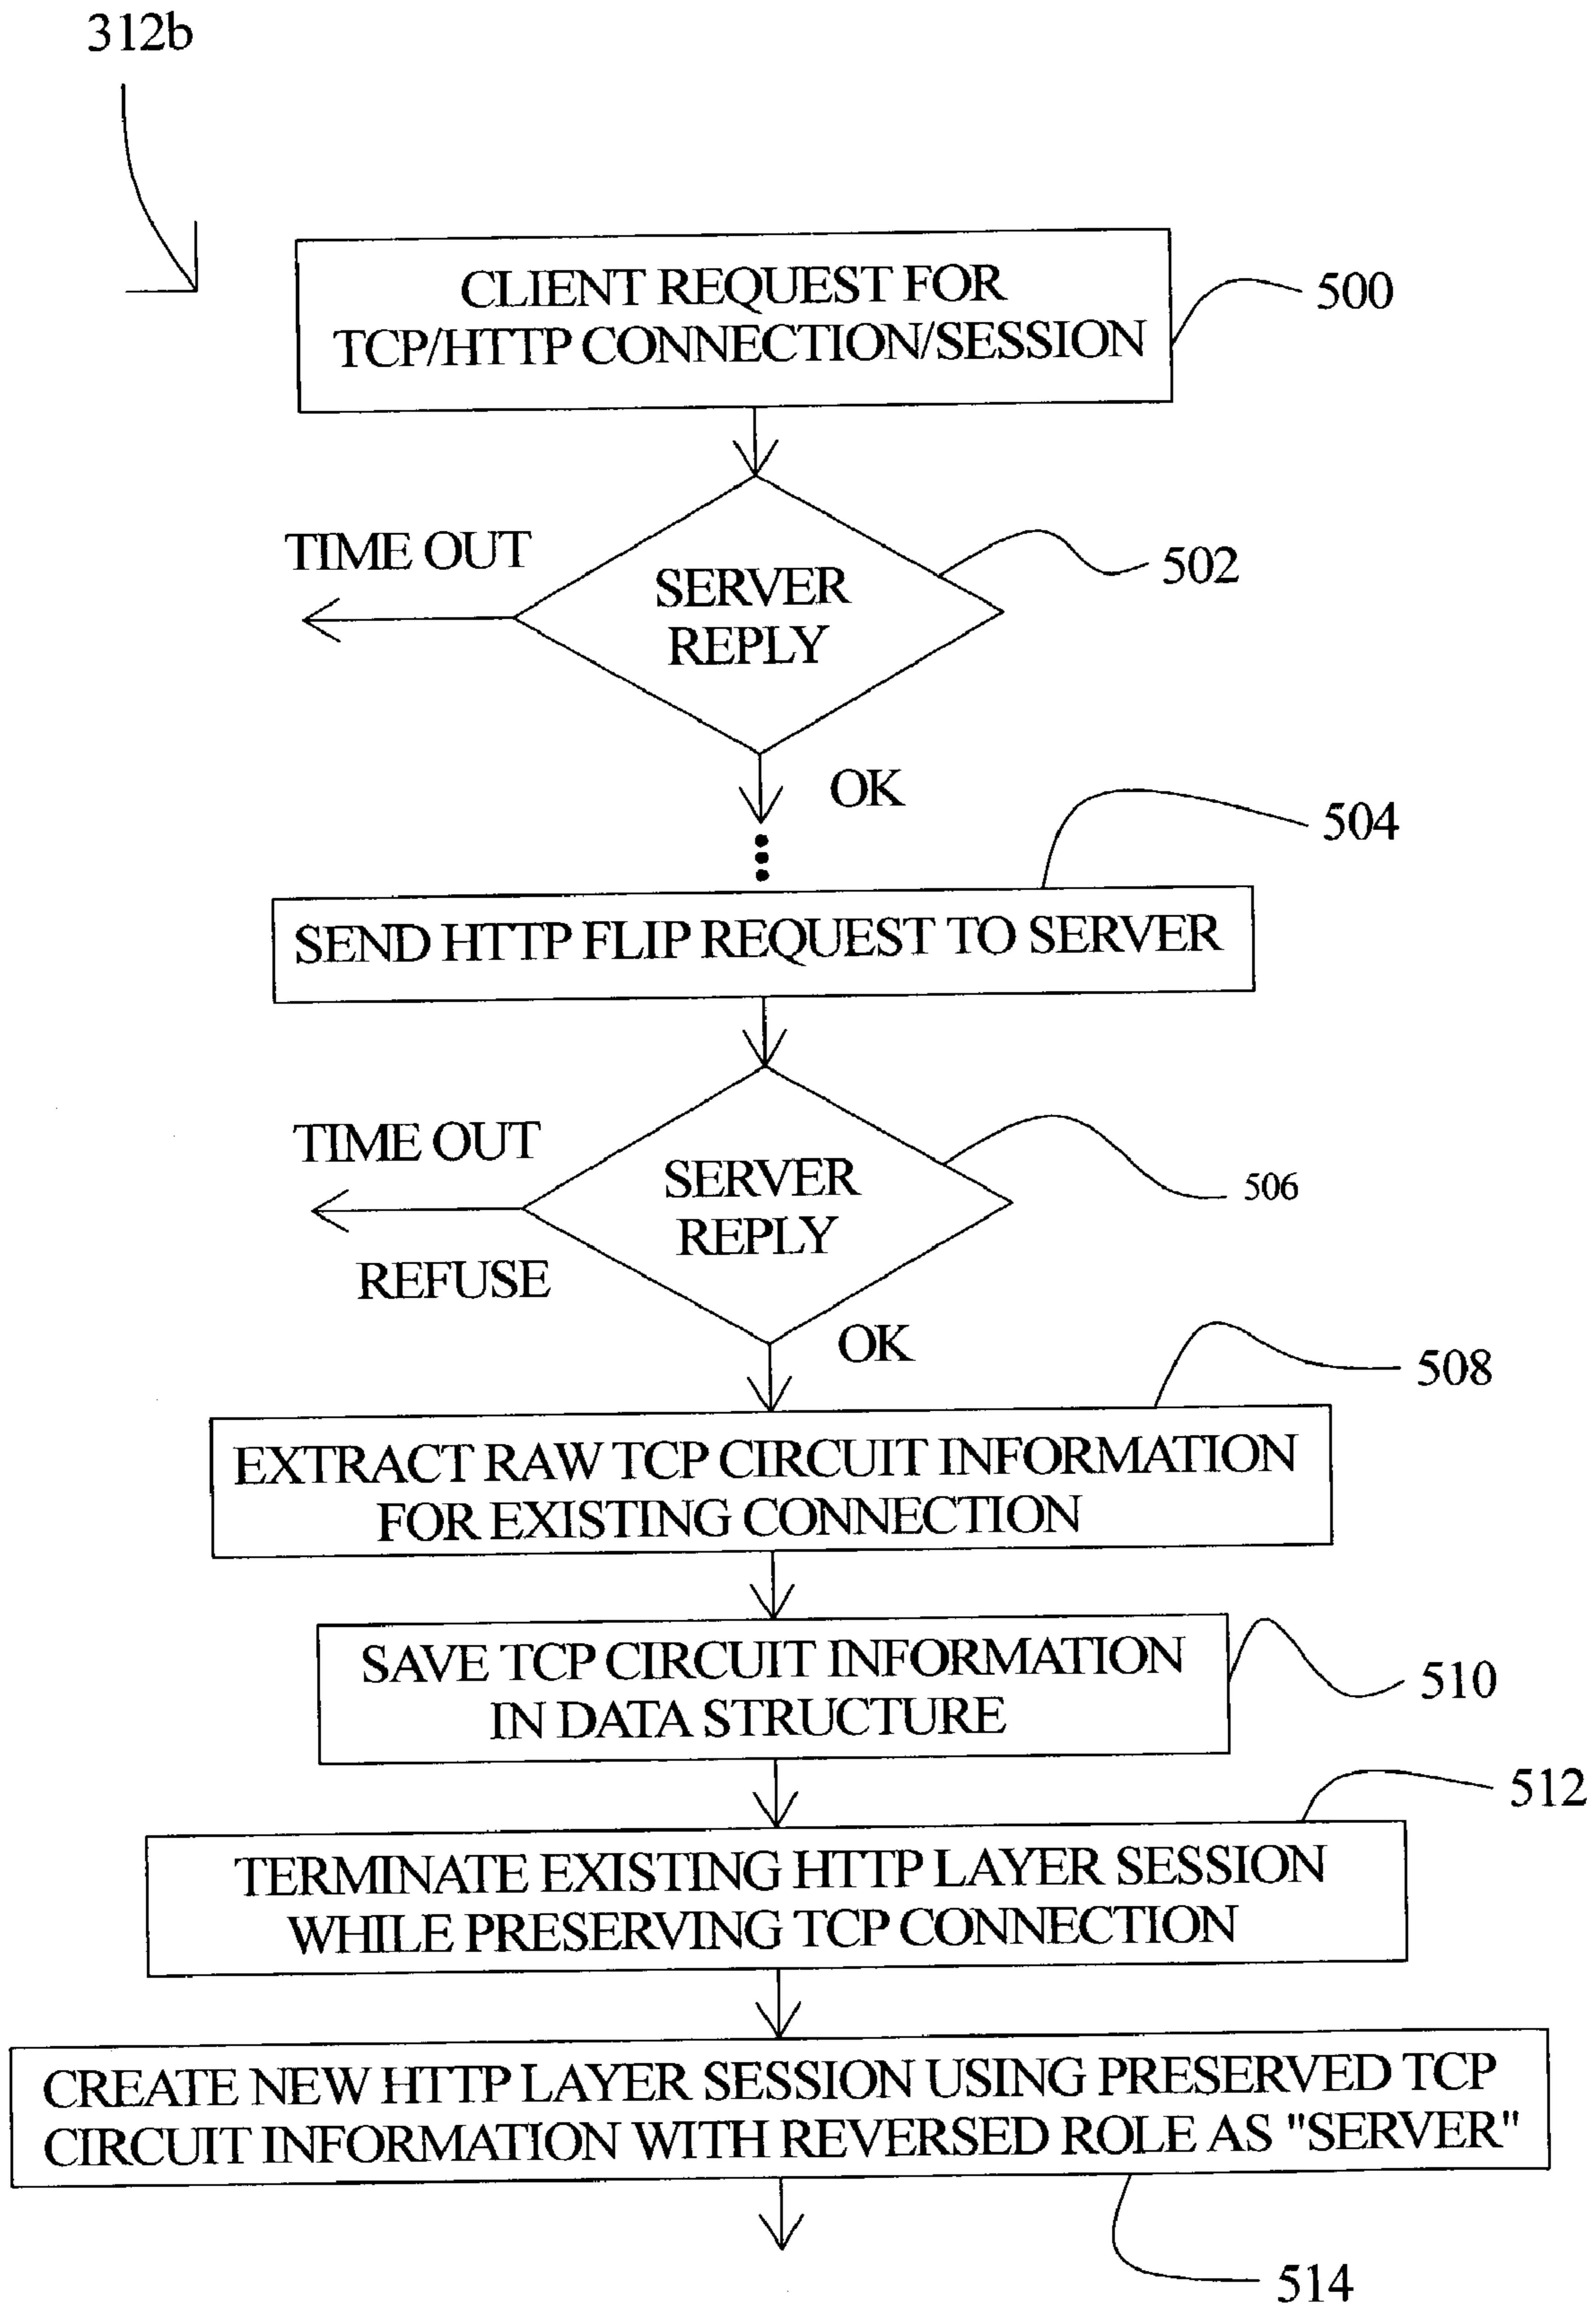 312b
CLIENT REQUEST FOR
TCP/HTTP CONNECTION/SESSION
500
TIME OUT
SERVER
REPLY
502
OK
504
SEND HTTP FLIP REQUEST TO SERVER
TIME OUT
SERVER
REPLY
506
REFUSE
OK
508
EXTRACT RAW TCP CIRCUIT INFORMATION
FOR EXISTING CONNECTION
SAVE TCP CIRCUIT INFORMATION
IN DATA STRUCTURE
510
512
TERMINATE EXISTING HTTP LAYER SESSION
WHILE PRESERVING TCP CONNECTION
CREATE NEW HTTP LAYER SESSION USING PRESERVED TCP
CIRCUIT INFORMATION WITH REVERSED ROLE AS "SERVER"
514